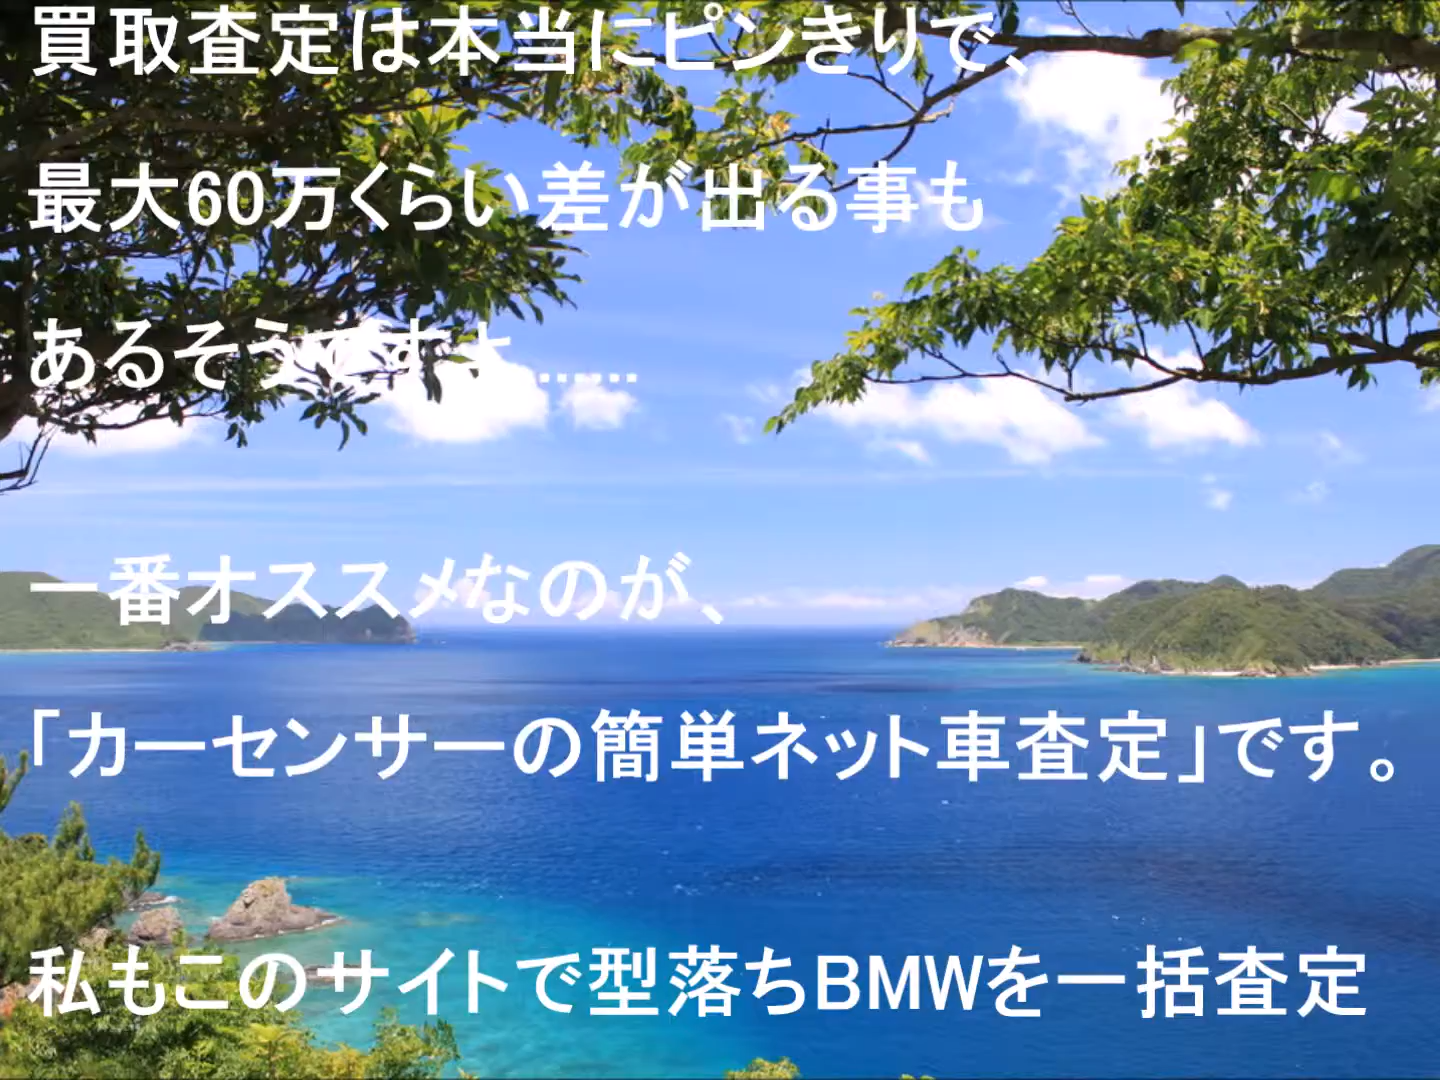 買取査定は本当にピンきりで、
最大60万くらい差が出る事も
あるそうですよ……
一番オススメなのが、
「カーセンサーの簡単ネット車査定」です。
私もこのサイトで型落ちBMWを一括査定